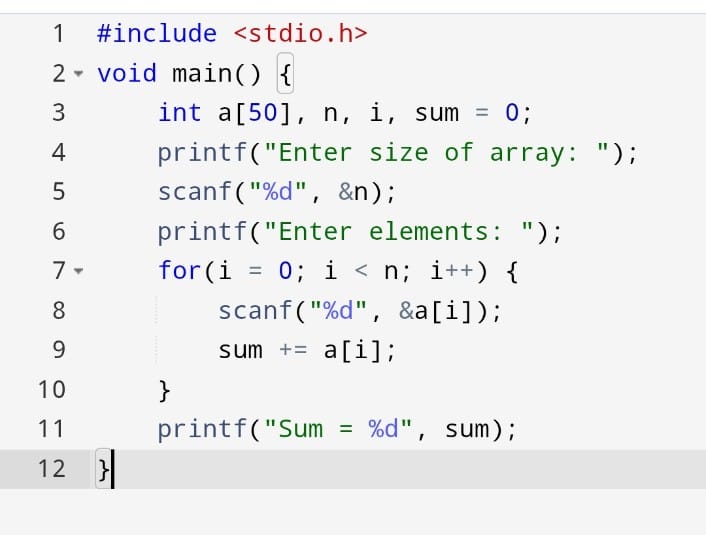 1 #include <stdio.h>
2 void main() {
3     int a[50], n, i, sum = 0;
4     printf("Enter size of array: ");
5     scanf("%d", &n);
6     printf("Enter elements: ");
7     for(i = 0; i < n; i++) {
8         scanf("%d", &a[i]);
9         sum += a[i];
10     }
11     printf("Sum = %d", sum);
12 }